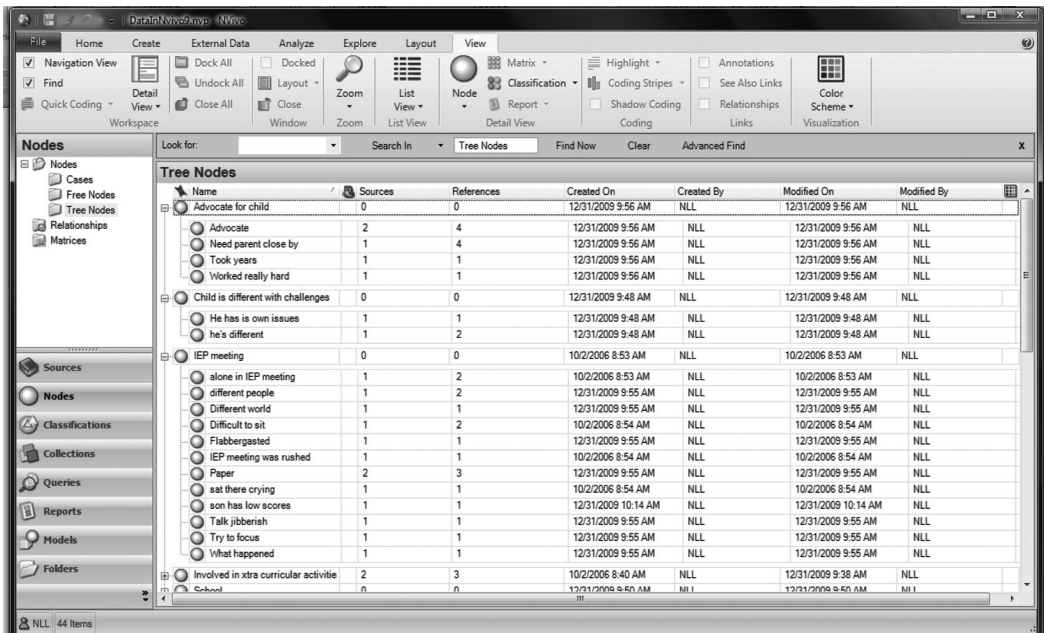 DataInNvivo9.nvp - NVivo
File Home Create External Data Analyze Explore Layout View
Navigation View Dock All Docked Matrix Highlight Annotations
Find Undock All Layout Classification Coding Stripes See Also Links
Quick Coding Close All Close Report Shadow Coding Relationships
Detail View Zoom List View Node Color Scheme
Workspace Window Zoom List View Detail View Coding Links Visualization
Nodes
Look for: Search In Tree Nodes Find Now Clear Advanced Find x
Nodes
Cases
Free Nodes
Tree Nodes
Relationships
Matrices
Sources
Nodes
Classifications
Collections
Queries
Reports
Models
Folders
Tree Nodes
Name Sources References Created On Created By Modified On Modified By
Advocate for child 0 0 12/31/2009 9:56 AM NLL 12/31/2009 9:56 AM NLL
Advocate 2 4 12/31/2009 9:56 AM NLL 12/31/2009 9:56 AM NLL
Need parent close by 1 4 12/31/2009 9:56 AM NLL 12/31/2009 9:56 AM NLL
Took years 1 1 12/31/2009 9:56 AM NLL 12/31/2009 9:56 AM NLL
Worked really hard 1 1 12/31/2009 9:56 AM NLL 12/31/2009 9:56 AM NLL
Child is different with challenges 0 0 12/31/2009 9:48 AM NLL 12/31/2009 9:48 AM NLL
He has is own issues 1 1 12/31/2009 9:48 AM NLL 12/31/2009 9:48 AM NLL
he's different 1 2 12/31/2009 9:48 AM NLL 12/31/2009 9:48 AM NLL
IEP meeting 0 0 10/2/2006 8:53 AM NLL 10/2/2006 8:53 AM NLL
alone in IEP meeting 1 2 10/2/2006 8:53 AM NLL 10/2/2006 8:53 AM NLL
different people 1 2 12/31/2009 9:55 AM NLL 12/31/2009 9:55 AM NLL
Different world 1 1 12/31/2009 9:55 AM NLL 12/31/2009 9:55 AM NLL
Difficult to sit 1 2 10/2/2006 8:54 AM NLL 10/2/2006 8:54 AM NLL
Flabbergasted 1 1 12/31/2009 9:55 AM NLL 12/31/2009 9:55 AM NLL
IEP meeting was rushed 1 1 10/2/2006 8:54 AM NLL 10/2/2006 8:54 AM NLL
Paper 2 3 12/31/2009 9:55 AM NLL 12/31/2009 9:55 AM NLL
sat there crying 1 1 10/2/2006 8:54 AM NLL 10/2/2006 8:54 AM NLL
son has low scores 1 1 12/31/2009 10:14 AM NLL 12/31/2009 10:14 AM NLL
Talk jibberish 1 1 12/31/2009 9:55 AM NLL 12/31/2009 9:55 AM NLL
Try to focus 1 1 12/31/2009 9:55 AM NLL 12/31/2009 9:55 AM NLL
What happened 1 1 12/31/2009 9:55 AM NLL 12/31/2009 9:55 AM NLL
Involved in xtra curricular activitie 2 3 10/2/2006 8:40 AM NLL 12/31/2009 9:38 AM NLL
School 0 0 12/31/2009 9:50 AM NLL 12/31/2009 9:50 AM NLL
NLL 44 Items